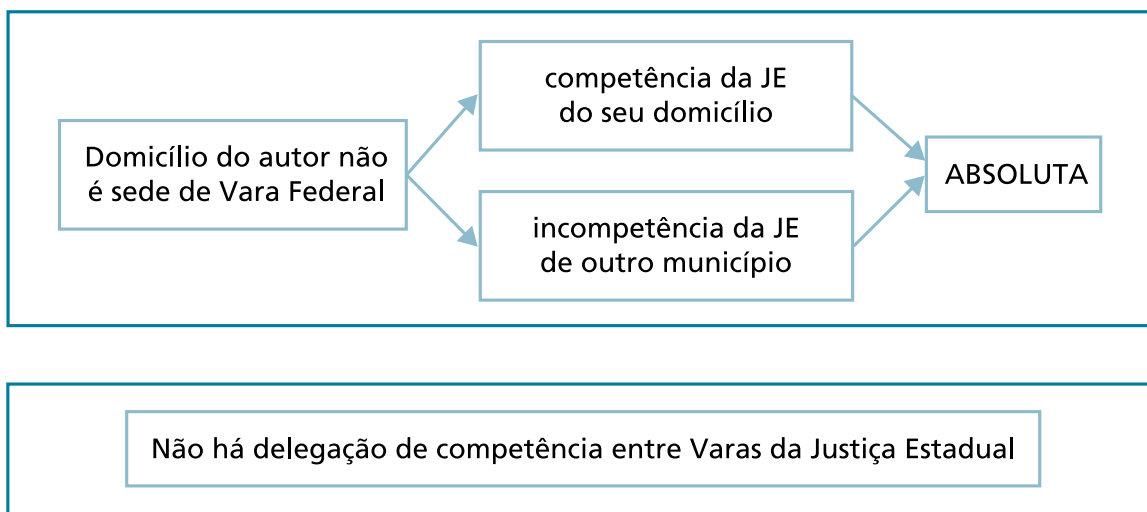 Domicílio do autor não
é sede de Vara Federal
competência da JE
do seu domicílio
incompetência da JE
de outro município
ABSOLUTA
Não há delegação de competência entre Varas da Justiça Estadual